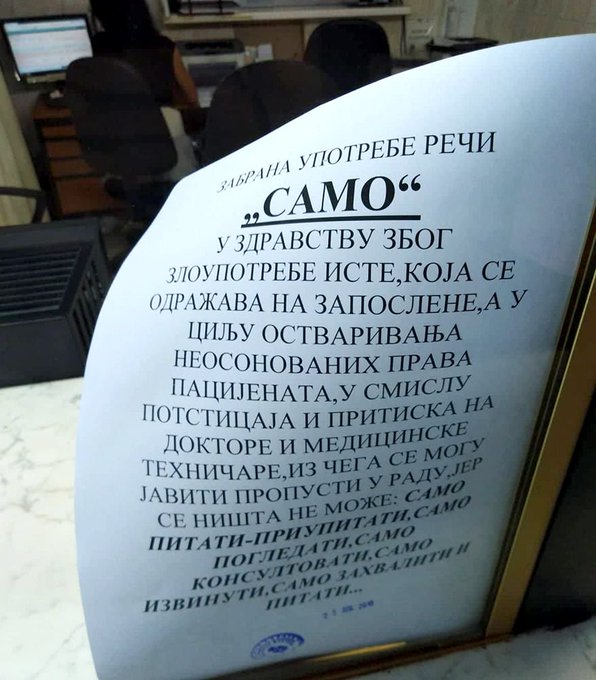 ЗАБРАНА УПОТРЕБЕ РЕЧИ
„САМО“
У ЗДРАВСТВУ ЗБОГ
ЗЛОУПОТРЕБЕ ИСТЕ,КОЈА СЕ
ОДРАЖАВА НА ЗАПОСЛЕНЕ,А У
ЦИЉУ ОСТВАРИВАЊА
НЕОСОНОВАНИХ ПРАВА
ПАЦИЈЕНАТА,У СМИСЛУ
ПОТСТИЦАЈА И ПРИТИСКА НА
ДОКТОРЕ И МЕДИЦИНСКЕ
ТЕХНИЧАРЕ,ИЗ ЧЕГА СЕ МОГУ
ЈАВИТИ ПРОПУСТИ У РАДУ,ЈЕР
СЕ НИШТА НЕ МОЖЕ: САМО
ПИТАТИ-ПРИУПИТАТИ,САМО
ПОГЛЕДАТИ,САМО
КОНСУЛТОВАТИ,САМО
ИЗВИНУТИ,САМО ЗАХВАЛИТИ И
ПИТАТИ...